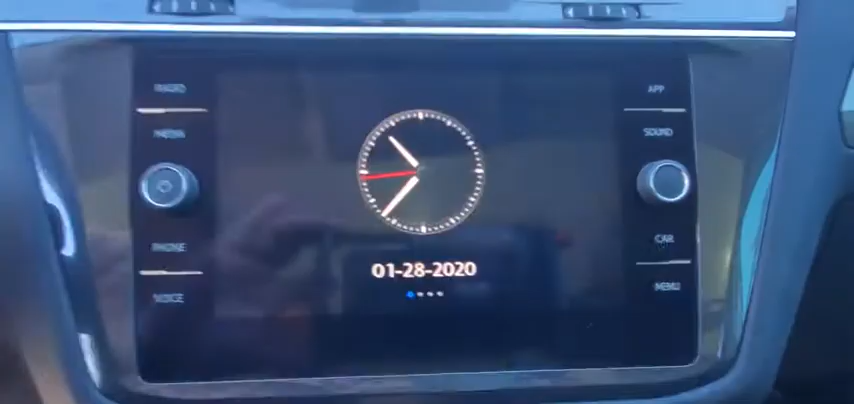 RADIO
MEDIA
PHONE
VOICE
01-28-2020
APP
SOUND
CAR
MENU